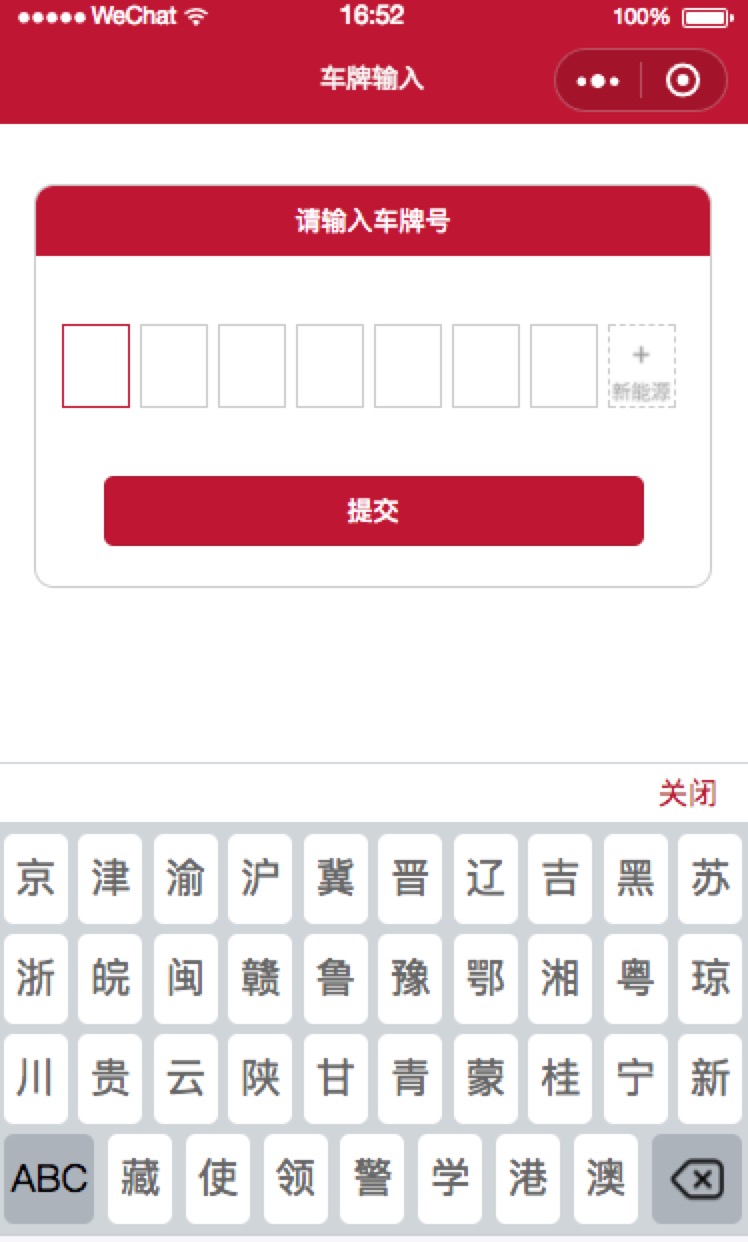 WeChat 16:52 100%
车牌输入
请输入车牌号
+
新能源
提交
关闭
京 津 渝 沪 冀 晋 辽 吉 黑 苏
浙 皖 闽 赣 鲁 豫 鄂 湘 粤 琼
川 贵 云 陕 甘 青 蒙 桂 宁 新
ABC 藏 使 领 警 学 港 澳